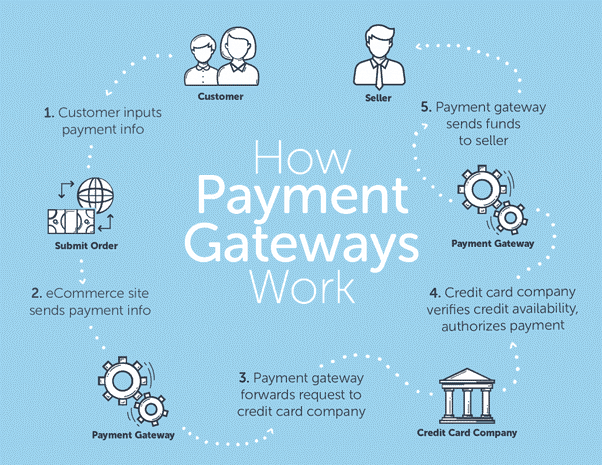 Customer
Seller
1. Customer inputs
payment info
5. Payment gateway
sends funds
to seller
How
Payment
Gateways
Work
Submit Order
Payment Gateway
2. eCommerce site
sends payment info
4. Credit card company
verifies credit availability,
authorizes payment
3. Payment gateway
forwards request to
credit card company
Payment Gateway
Credit Card Company